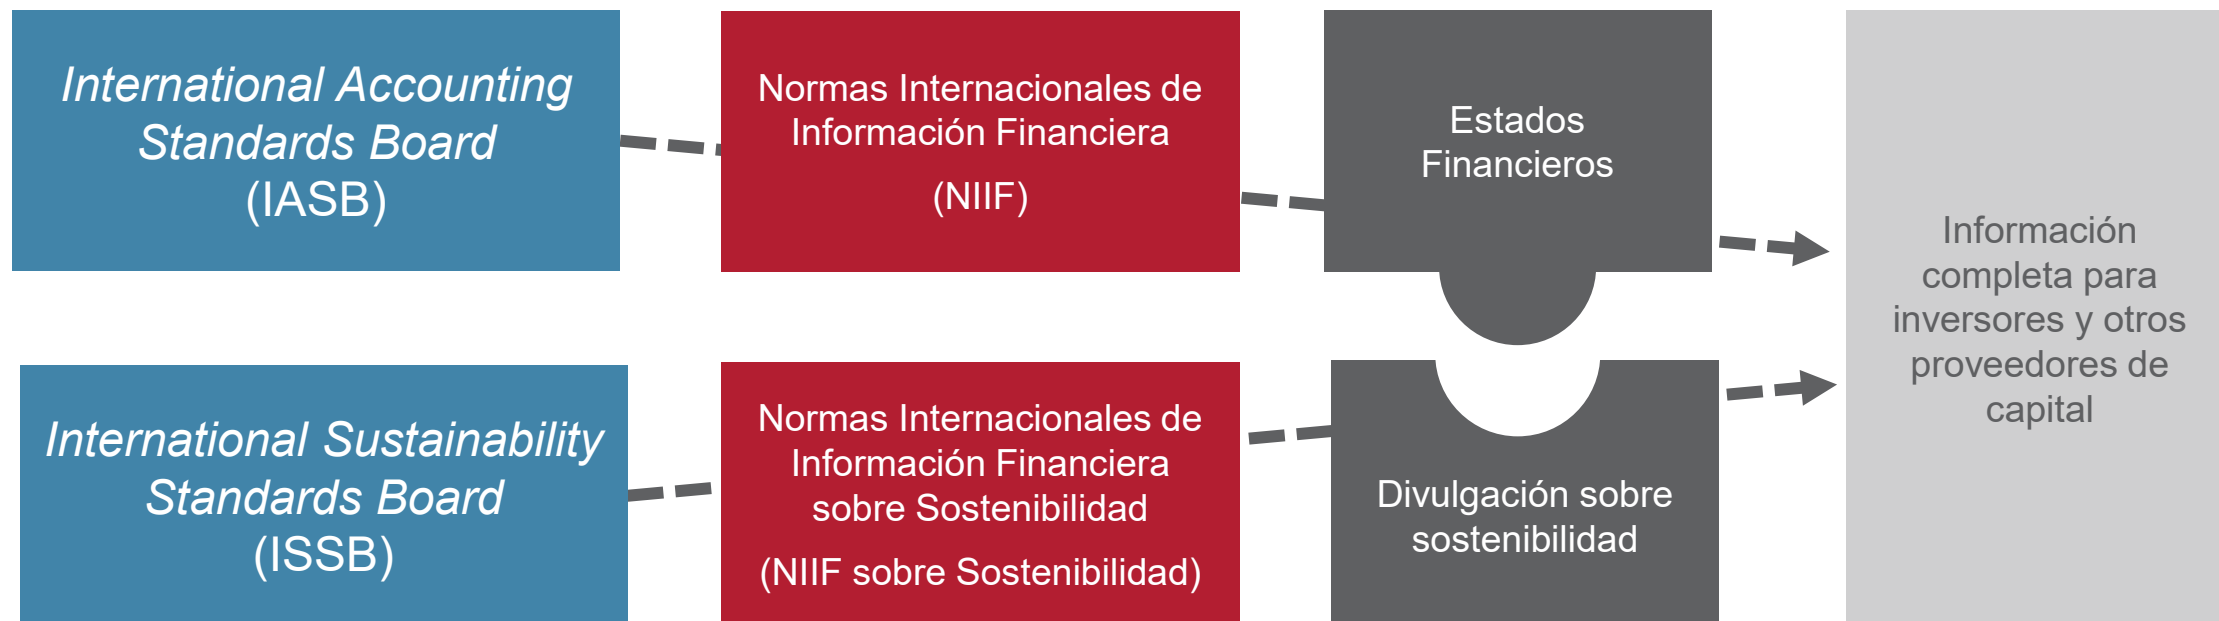 International Accounting
Standards Board
(IASB)
Normas Internacionales de
Información Financiera
(NIIF)
Estados
Financieros
International Sustainability
Standards Board
(ISSB)
Normas Internacionales de
Información Financiera
sobre Sostenibilidad
(NIIF sobre Sostenibilidad)
Divulgación sobre
sostenibilidad
Información
completa para
inversores y otros
proveedores de
capital